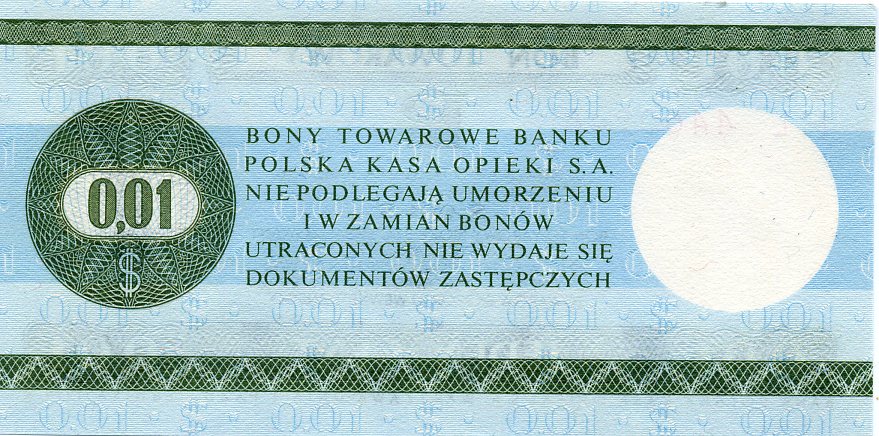 BONY TOWAROWE BANKU
POLSKA KASA OPIEKI S.A.
NIE PODLEGAJĄ UMORZENIU
I W ZAMIAN BONÓW
UTRACONYCH NIE WYDAJE SIĘ
DOKUMENTÓW ZASTĘPCZYCH
0,01
$